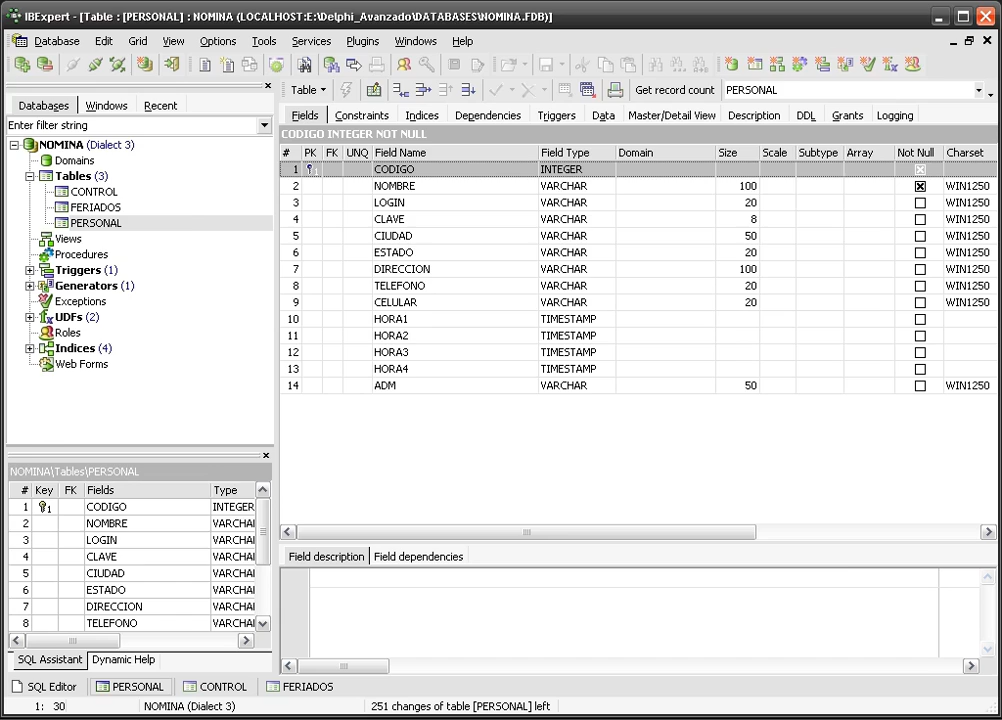 IBExpert - [Table : [PERSONAL] : NOMINA (LOCALHOST:E:\Delphi_Avanzado\DATABASES\NOMINA.FDB)]
Database Edit Grid View Options Tools Services Plugins Windows Help
Table Get record count PERSONAL
Databases Windows Recent
Enter filter string
NOMINA (Dialect 3)
Domains
Tables (3)
CONTROL
FERIADOS
PERSONAL
Views
Procedures
Triggers (1)
Generators (1)
Exceptions
UDFs (2)
Roles
Indices (4)
Web Forms
Fields Constraints Indices Dependencies Triggers Data Master/Detail View Description DDL Grants Logging
CODIGO INTEGER NOT NULL
# PK FK UNQ Field Name Field Type Domain Size Scale Subtype Array Not Null Charset
1 1 CODIGO INTEGER
2 NOMBRE VARCHAR 100 WIN1250
3 LOGIN VARCHAR 20 WIN1250
4 CLAVE VARCHAR 8 WIN1250
5 CIUDAD VARCHAR 50 WIN1250
6 ESTADO VARCHAR 20 WIN1250
7 DIRECCION VARCHAR 100 WIN1250
8 TELEFONO VARCHAR 20 WIN1250
9 CELULAR VARCHAR 20 WIN1250
10 HORA1 TIMESTAMP
11 HORA2 TIMESTAMP
12 HORA3 TIMESTAMP
13 HORA4 TIMESTAMP
14 ADM VARCHAR 50 WIN1250
NOMINA\Tables\PERSONAL
# Key FK Fields Type
1 1 CODIGO INTEGER
2 NOMBRE VARCHA
3 LOGIN VARCHA
4 CLAVE VARCHA
5 CIUDAD VARCHA
6 ESTADO VARCHA
7 DIRECCION VARCHA
8 TELEFONO VARCHA
SQL Assistant Dynamic Help
Field description Field dependencies
SQL Editor PERSONAL CONTROL FERIADOS
1: 30 NOMINA (Dialect 3) 251 changes of table [PERSONAL] left